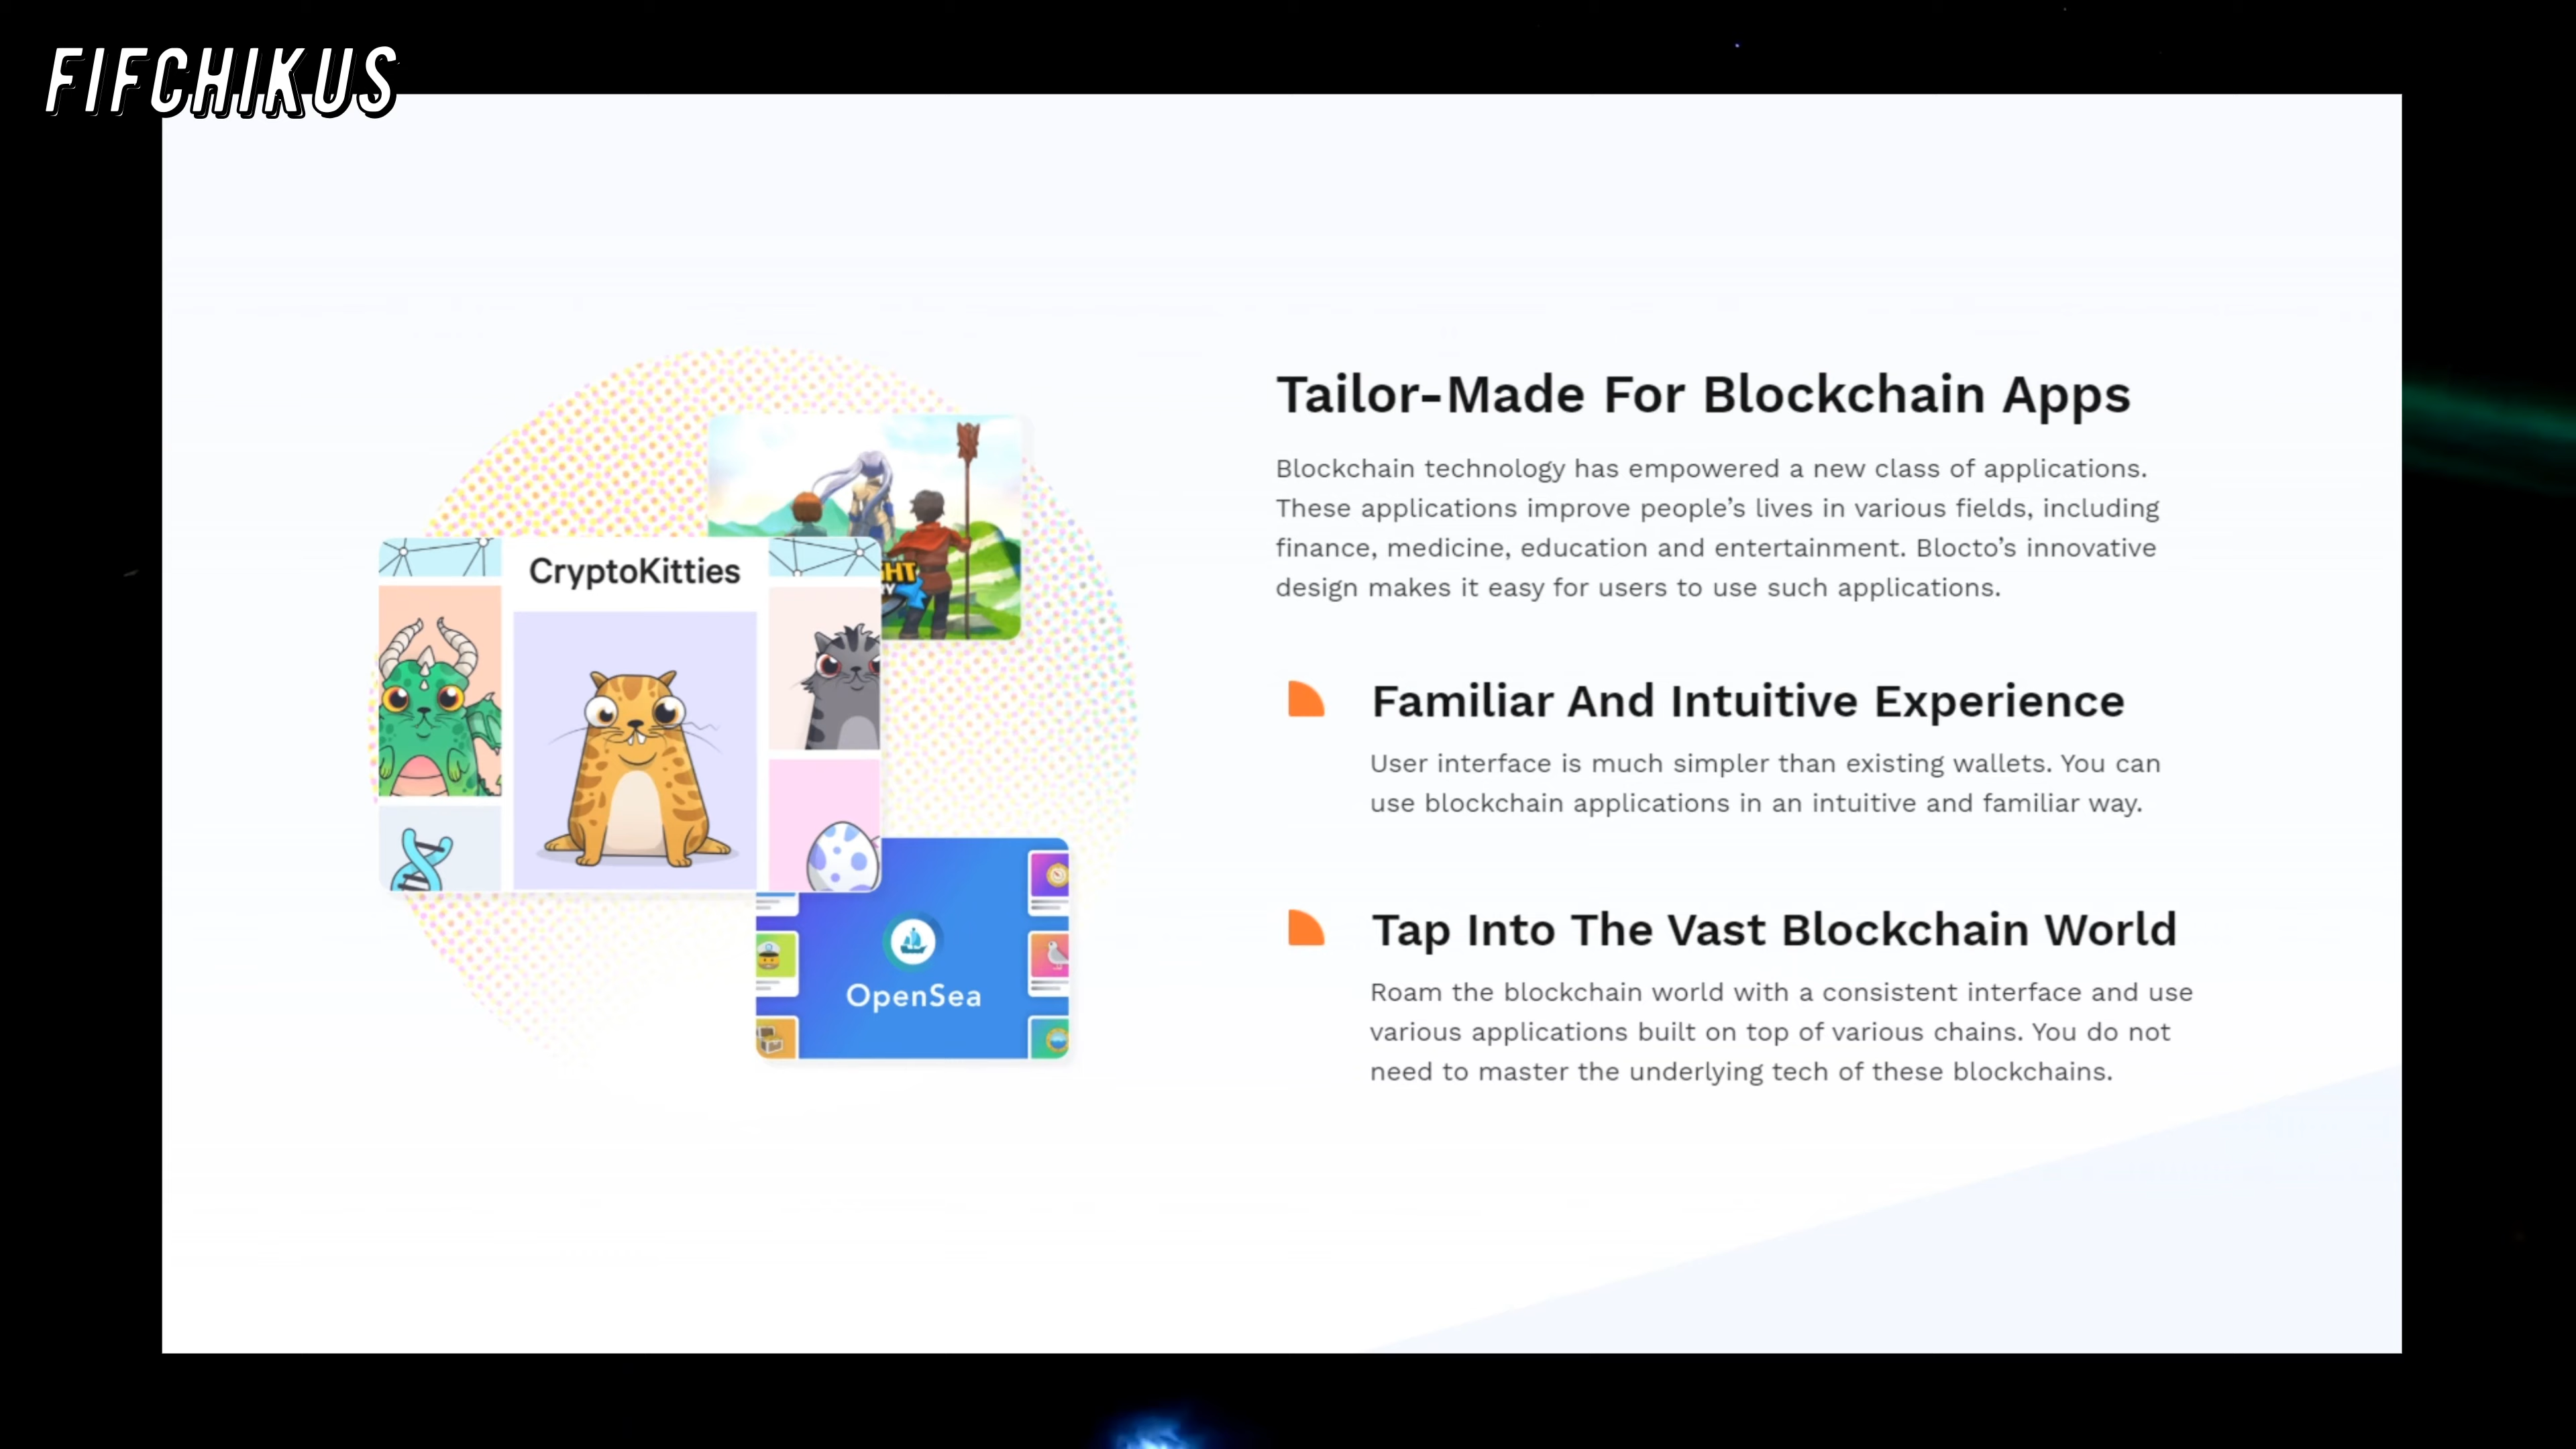 FIFCHIKUS
Tailor-Made For Blockchain Apps
Blockchain technology has empowered a new class of applications.
These applications improve people's lives in various fields, including
finance, medicine, education and entertainment. Blocto's innovative
design makes it easy for users to use such applications.
CryptoKitties
Familiar And Intuitive Experience
User interface is much simpler than existing wallets. You can
use blockchain applications in an intuitive and familiar way.
OpenSea
Tap Into The Vast Blockchain World
Roam the blockchain world with a consistent interface and use
various applications built on top of various chains. You do not
need to master the underlying tech of these blockchains.